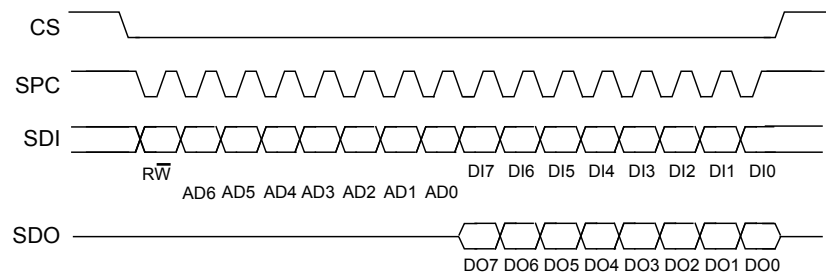 CS
SPC
SDI
RW̅ DI7 DI6 DI5 DI4 DI3 DI2 DI1 DI0
AD6 AD5 AD4 AD3 AD2 AD1 AD0
SDO
DO7 DO6 DO5 DO4 DO3 DO2 DO1 DO0